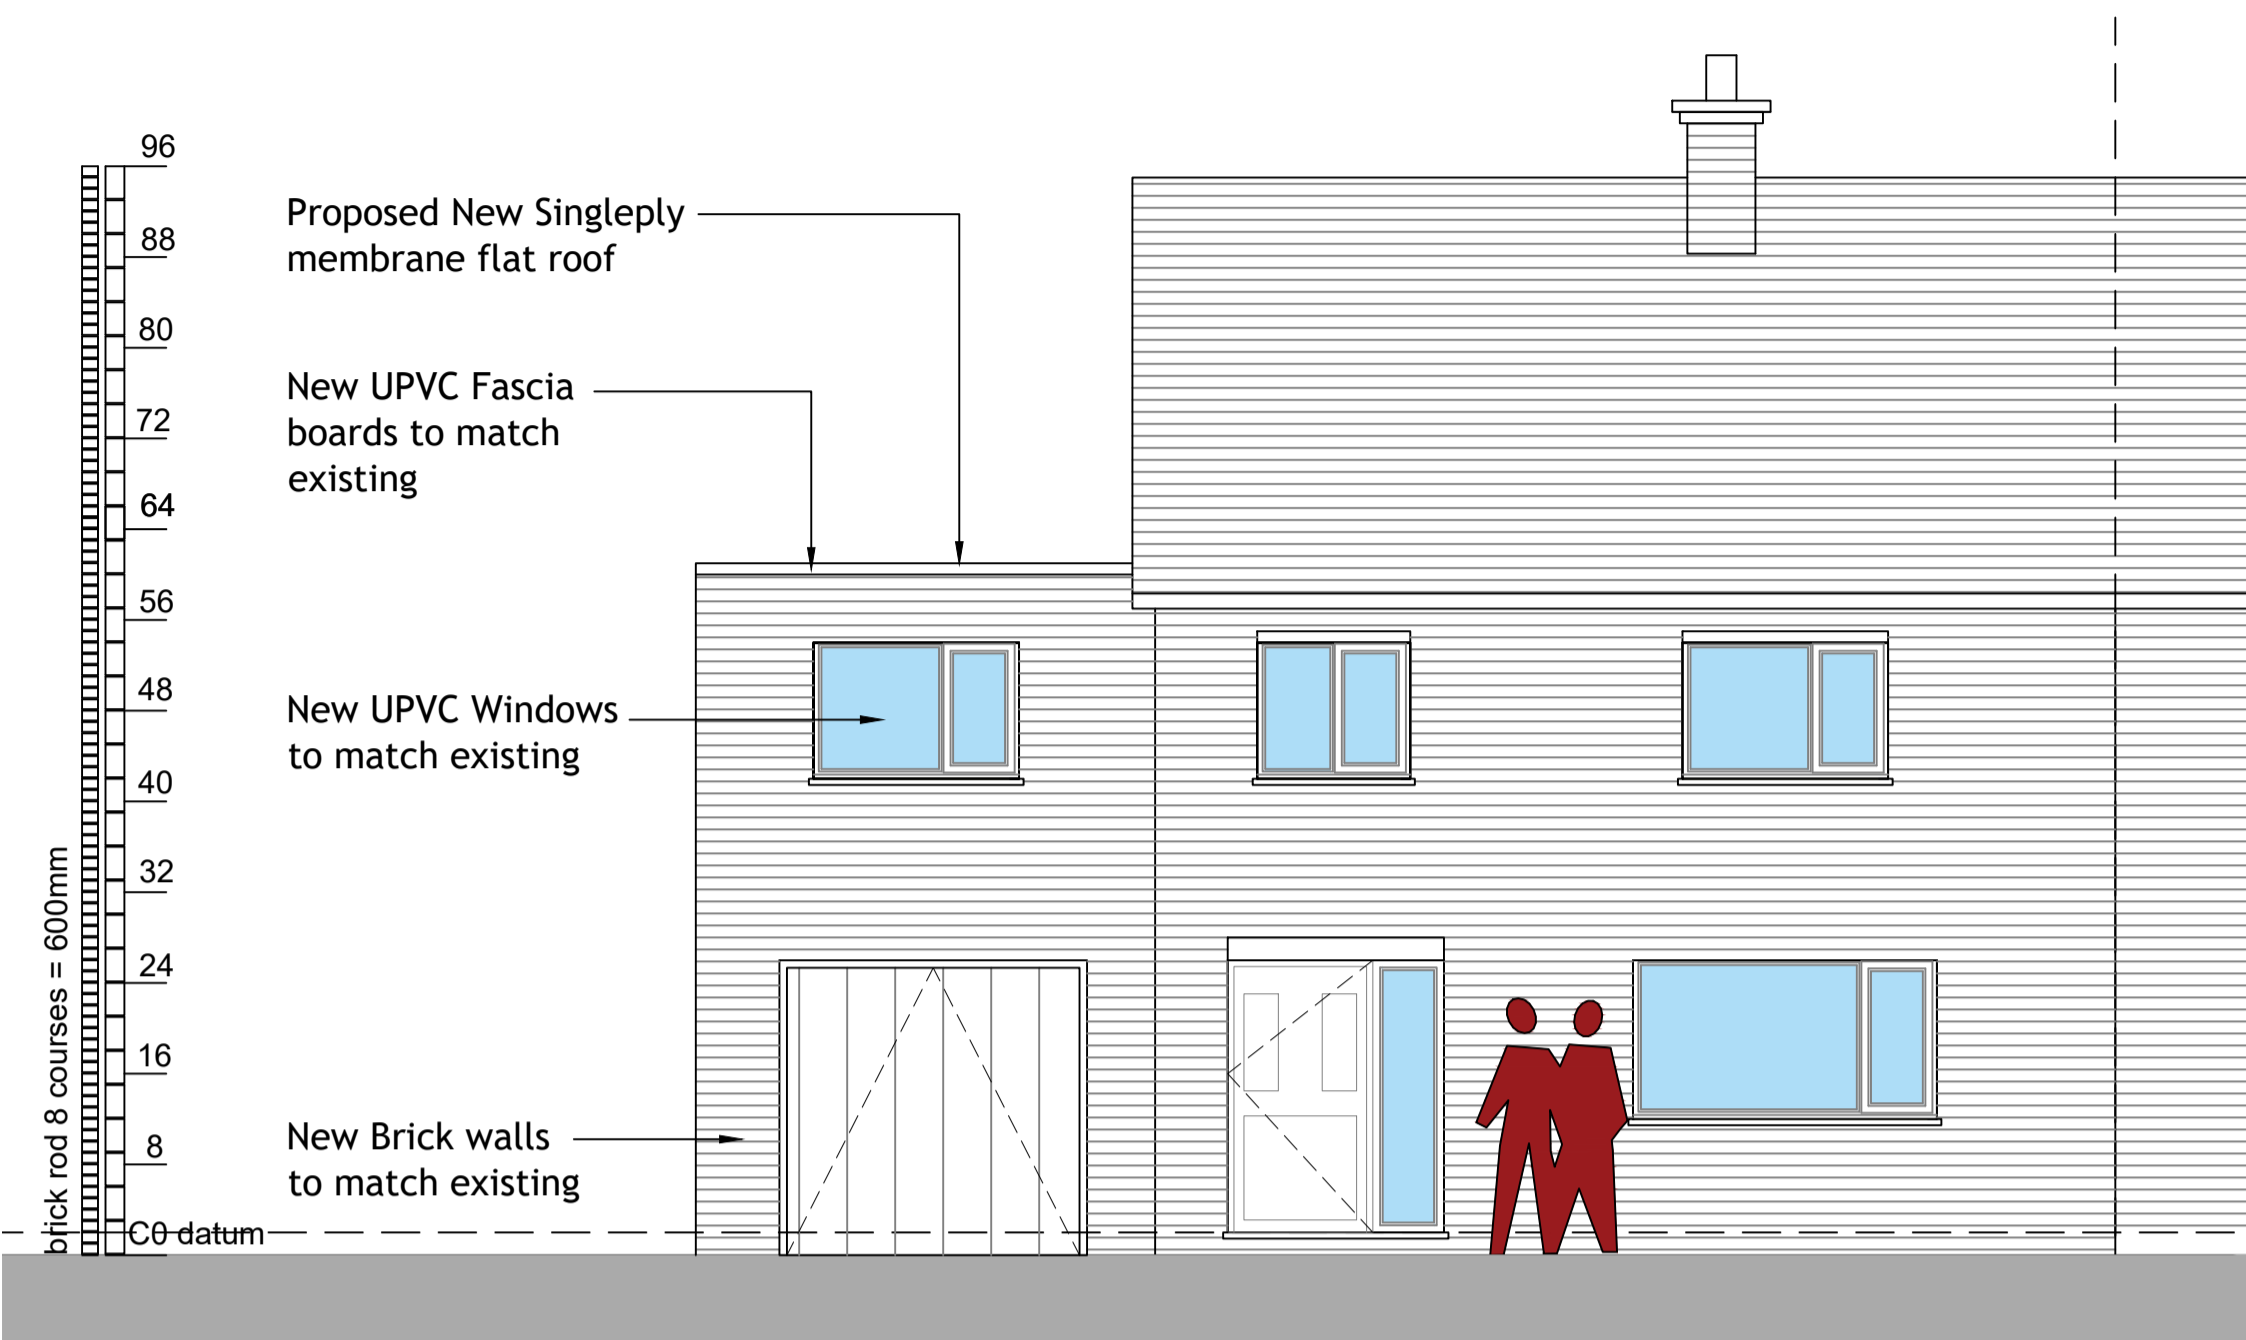 96
88
80
72
64
56
48
40
32
24
16
8
C0 datum
brick rod 8 courses = 600mm
Proposed New Singleply
membrane flat roof
New UPVC Fascia
boards to match
existing
New UPVC Windows
to match existing
New Brick walls
to match existing